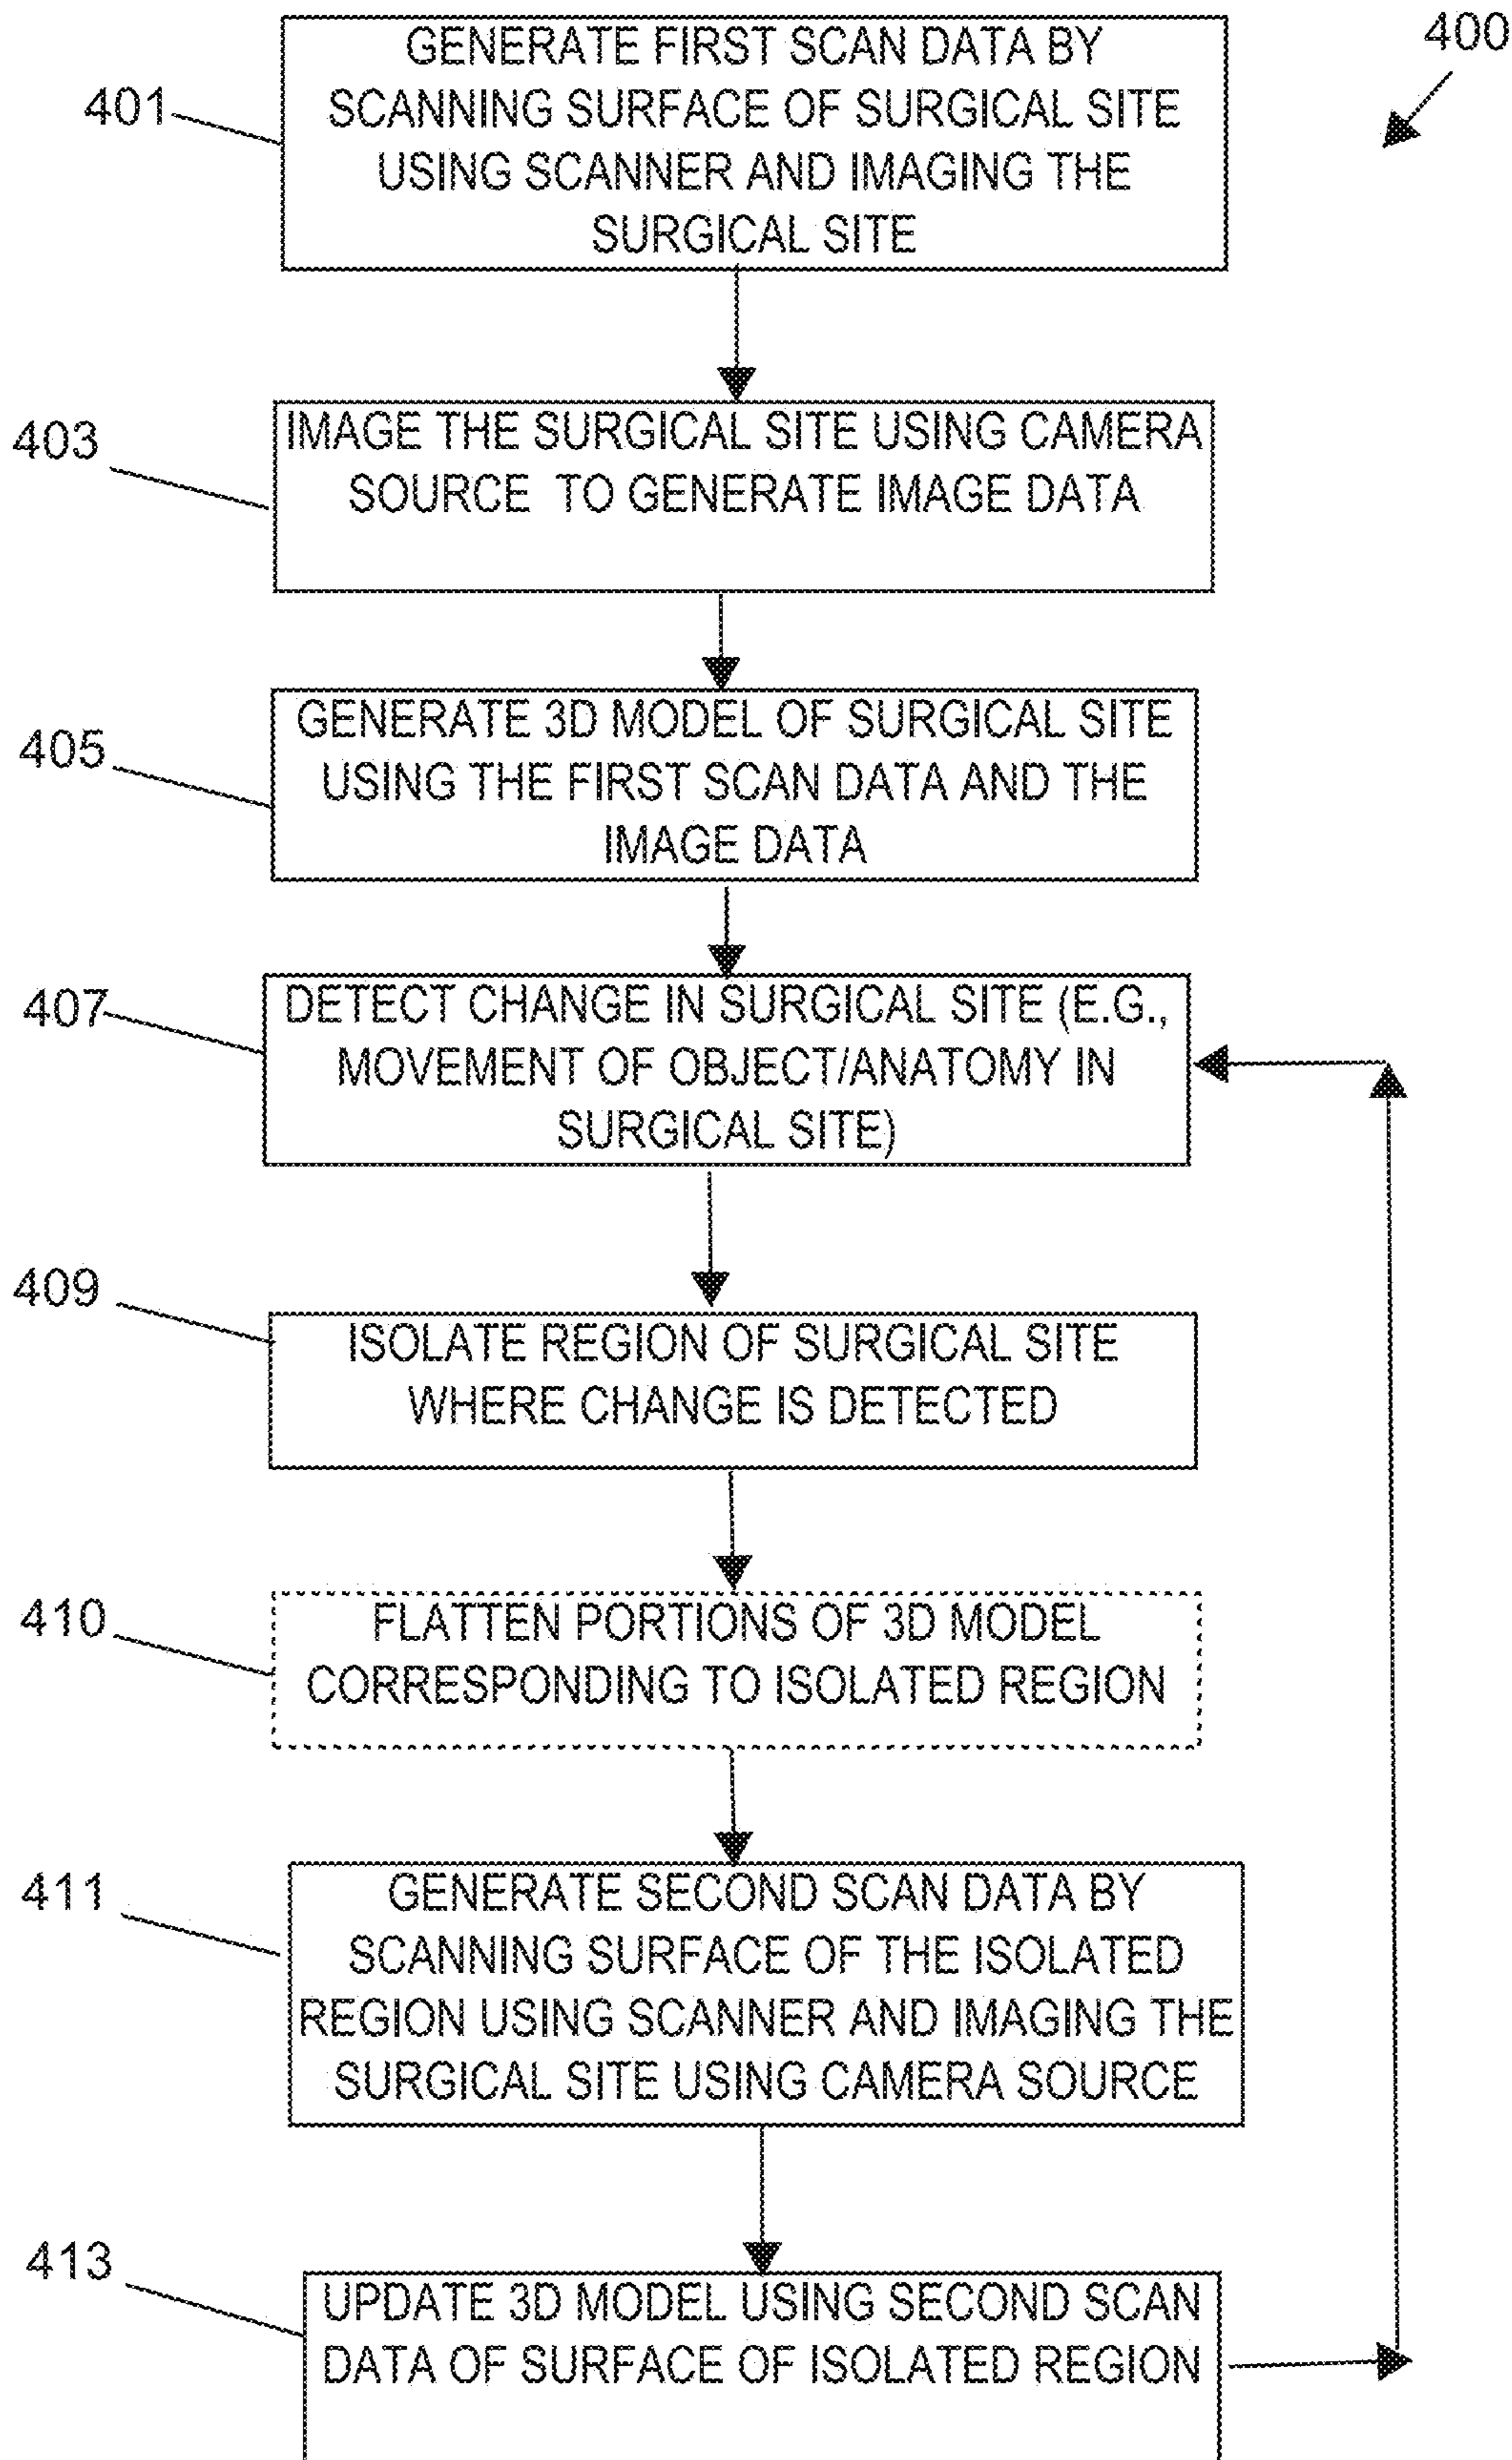 400
401
GENERATE FIRST SCAN DATA BY
SCANNING SURFACE OF SURGICAL SITE
USING SCANNER AND IMAGING THE
SURGICAL SITE
403
IMAGE THE SURGICAL SITE USING CAMERA
SOURCE TO GENERATE IMAGE DATA
405
GENERATE 3D MODEL OF SURGICAL SITE
USING THE FIRST SCAN DATA AND THE
IMAGE DATA
407
DETECT CHANGE IN SURGICAL SITE (E.G.,
MOVEMENT OF OBJECT/ANATOMY IN
SURGICAL SITE)
409
ISOLATE REGION OF SURGICAL SITE
WHERE CHANGE IS DETECTED
410
FLATTEN PORTIONS OF 3D MODEL
CORRESPONDING TO ISOLATED REGION
411
GENERATE SECOND SCAN DATA BY
SCANNING SURFACE OF THE ISOLATED
REGION USING SCANNER AND IMAGING THE
SURGICAL SITE USING CAMERA SOURCE
413
UPDATE 3D MODEL USING SECOND SCAN
DATA OF SURFACE OF ISOLATED REGION